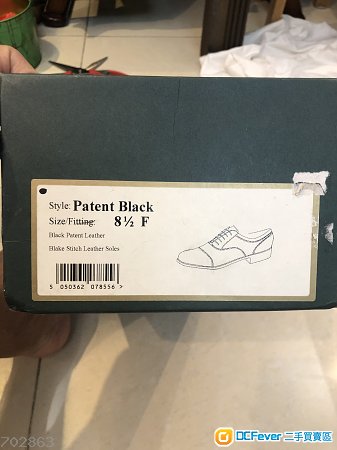 Style: Patent Black
Size/Fitting: 8½ F
Black Patent Leather
Blake Stitch Leather Soles
5 050362 078556 >
702863
DCFever 二手買賣區